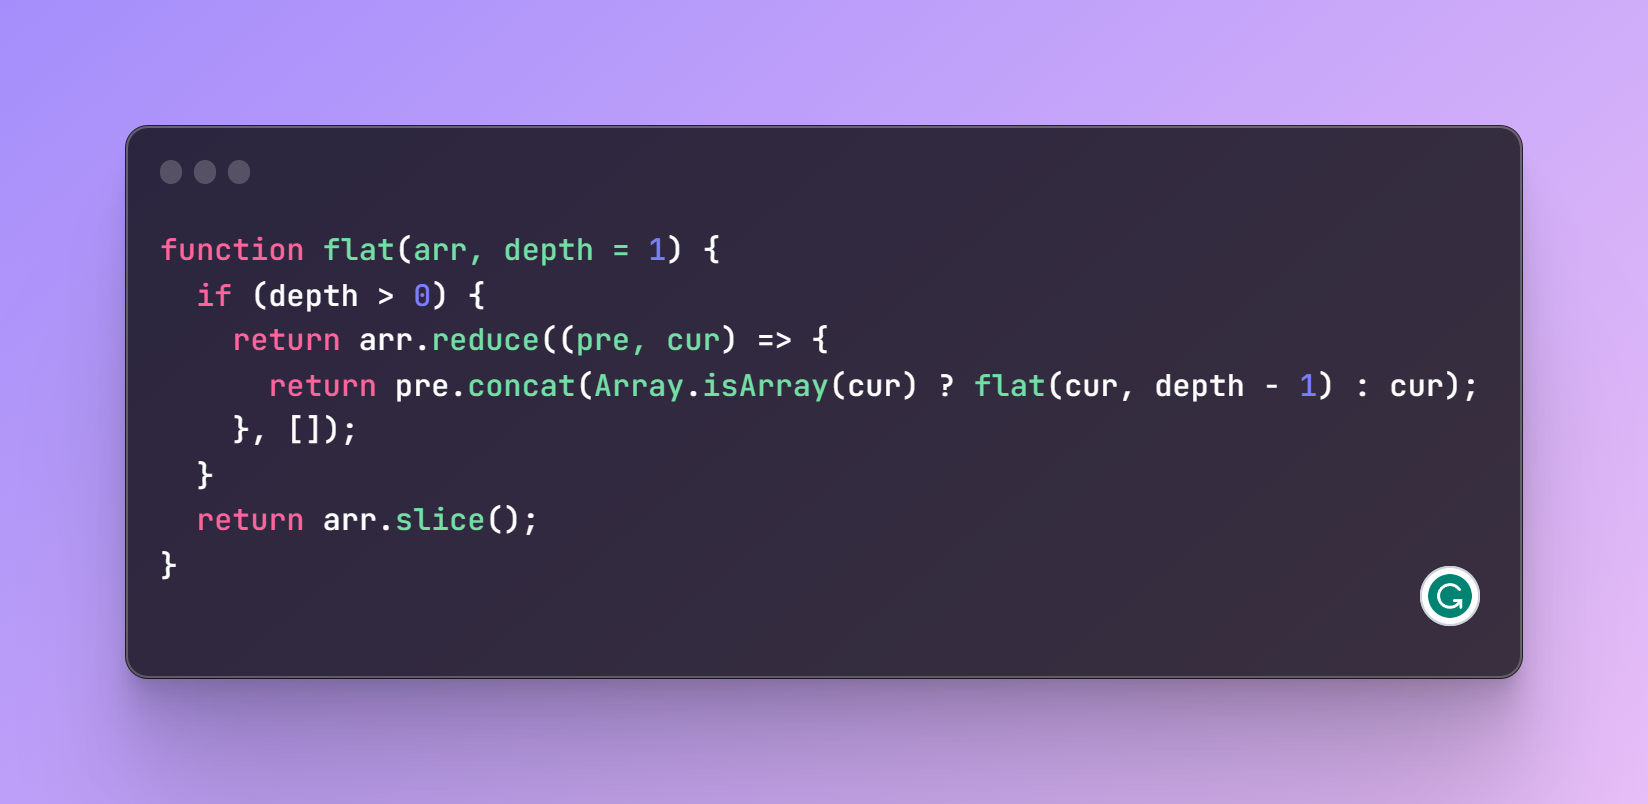 function flat(arr, depth = 1) {
  if (depth > 0) {
    return arr.reduce((pre, cur) => {
      return pre.concat(Array.isArray(cur) ? flat(cur, depth - 1) : cur);
    }, []);
  }
  return arr.slice();
}